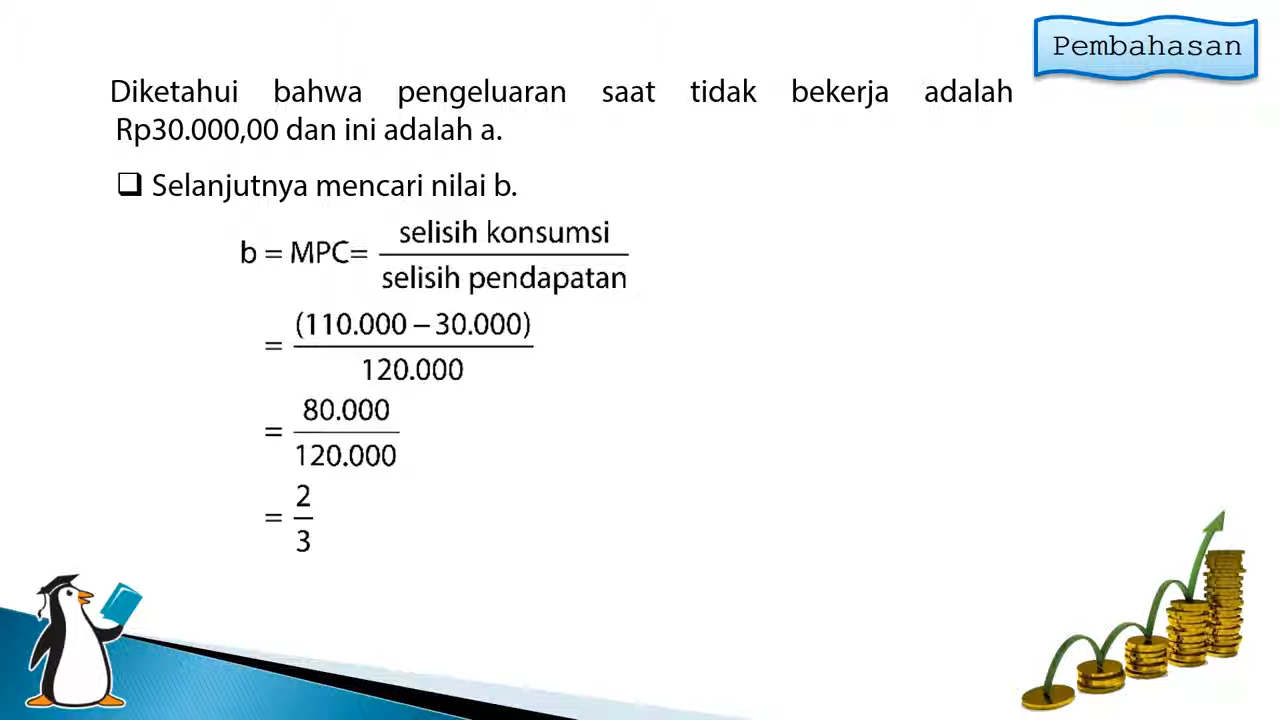 Pembahasan
Diketahui bahwa pengeluaran saat tidak bekerja adalah
Rp30.000,00 dan ini adalah a.
❑ Selanjutnya mencari nilai b.
b = MPC= selisih konsumsi / selisih pendapatan
= (110.000 – 30.000) / 120.000
= 80.000 / 120.000
= 2 / 3